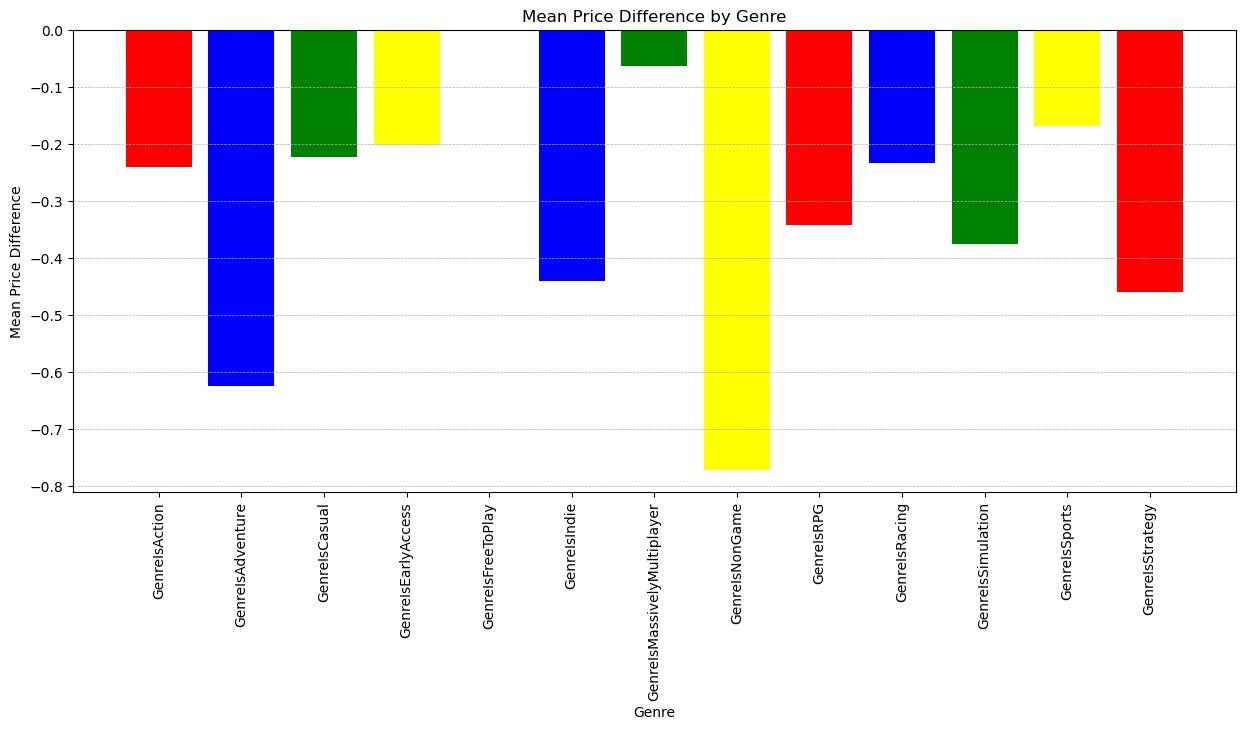 Mean Price Difference by Genre
Mean Price Difference
0.0
−0.1
−0.2
−0.3
−0.4
−0.5
−0.6
−0.7
−0.8
GenreIsAction
GenreIsAdventure
GenreIsCasual
GenreIsEarlyAccess
GenreIsFreeToPlay
GenreIsIndie
GenreIsMassivelyMultiplayer
GenreIsNonGame
GenreIsRPG
GenreIsRacing
GenreIsSimulation
GenreIsSports
GenreIsStrategy
Genre